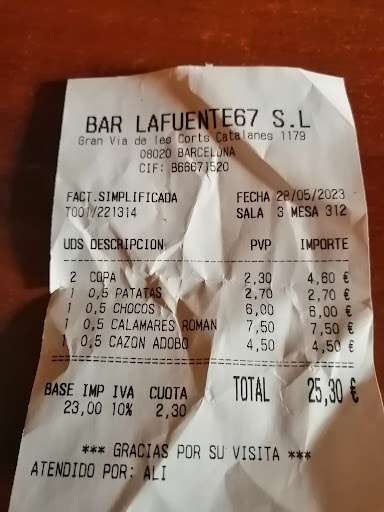 BAR LAFUENTE67 S.L
Gran Via de les Corts Catalanes 1179
08020 BARCELONA
CIF: B66671520
FACT.SIMPLIFICADA FECHA 28/05/2023
T001/221314 SALA 3 MESA 312
UDS DESCRIPCION PVP IMPORTE
2 COPA 2,30 4,60 €
1 0,5 PATATAS 2,70 2,70 €
1 0,5 CHOCOS 6,00 6,00 €
1 0,5 CALAMARES ROMAN 7,50 7,50 €
1 0,5 CAZON ADOBO 4,50 4,50 €
BASE IMP IVA CUOTA TOTAL 25,30 €
23,00 10% 2,30
*** GRACIAS POR SU VISITA ***
ATENDIDO POR: ALI